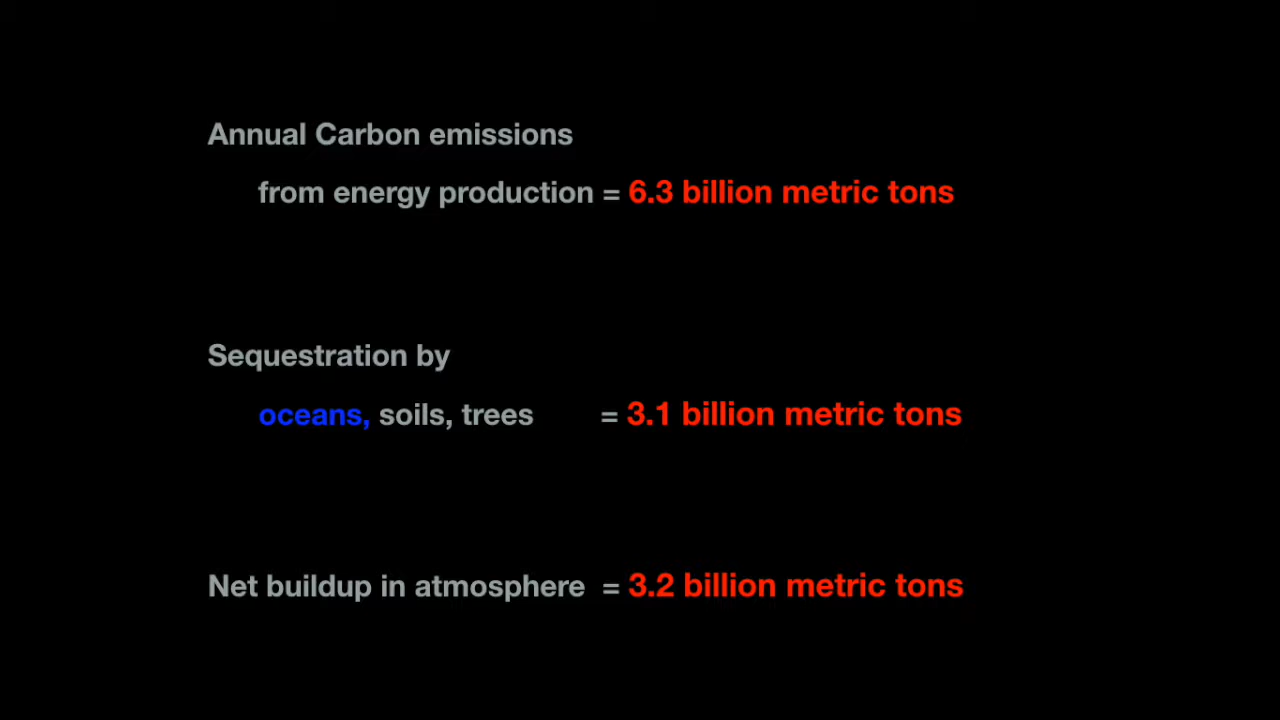 Annual Carbon emissions
from energy production = 6.3 billion metric tons
Sequestration by
oceans, soils, trees = 3.1 billion metric tons
Net buildup in atmosphere = 3.2 billion metric tons